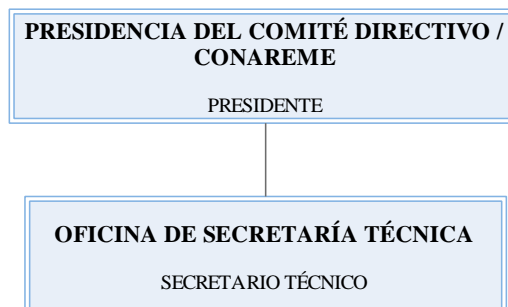 PRESIDENCIA DEL COMITÉ DIRECTIVO /
CONAREME
PRESIDENTE
OFICINA DE SECRETARÍA TÉCNICA
SECRETARIO TÉCNICO